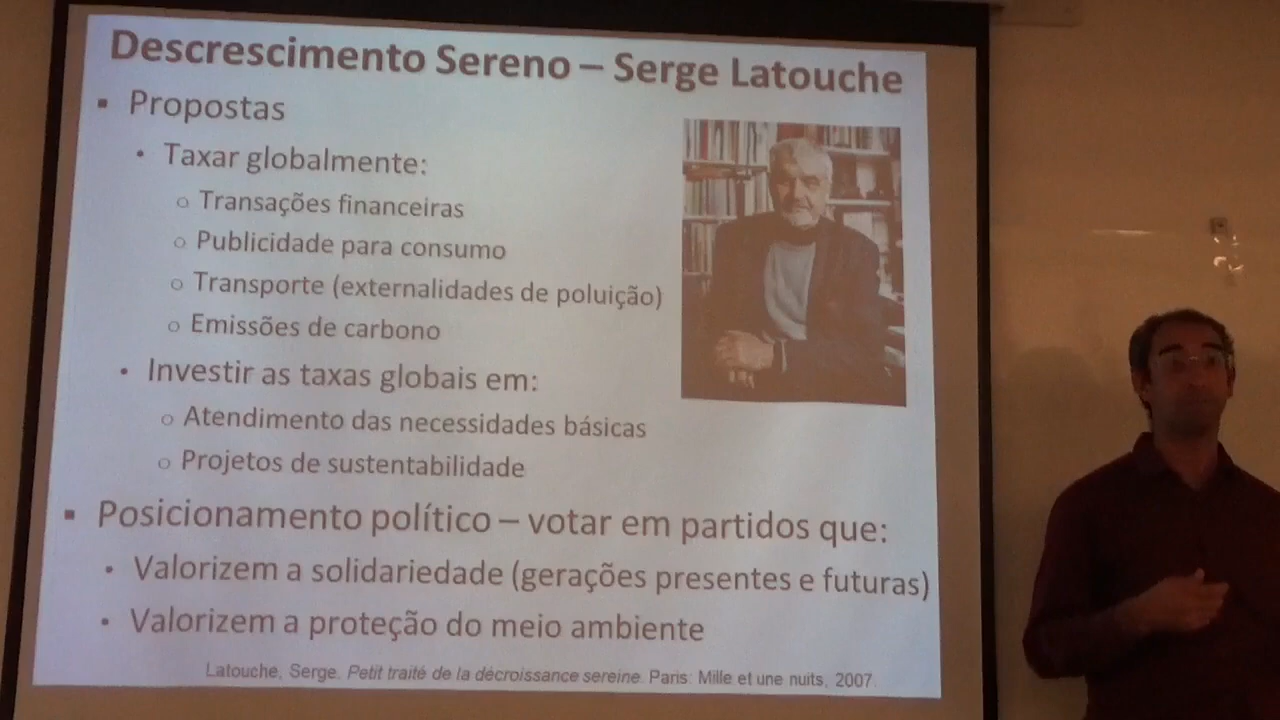 Descrescimento Sereno – Serge Latouche
▪ Propostas
• Taxar globalmente:
o Transações financeiras
o Publicidade para consumo
o Transporte (externalidades de poluição)
o Emissões de carbono
• Investir as taxas globais em:
o Atendimento das necessidades básicas
o Projetos de sustentabilidade
▪ Posicionamento político – votar em partidos que:
• Valorizem a solidariedade (gerações presentes e futuras)
• Valorizem a proteção do meio ambiente
Latouche, Serge. Petit traité de la décroissance sereine. Paris: Mille et une nuits, 2007.